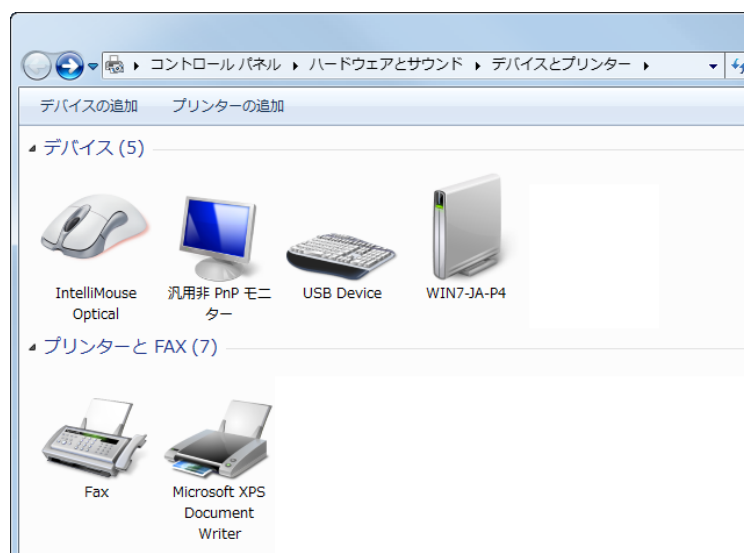 コントロール パネル ▸ ハードウェアとサウンド ▸ デバイスとプリンター ▸
デバイスの追加 プリンターの追加
デバイス (5)
IntelliMouse
Optical
汎用非 PnP モニ
ター
USB Device
WIN7-JA-P4
プリンターと FAX (7)
Fax
Microsoft XPS
Document
Writer